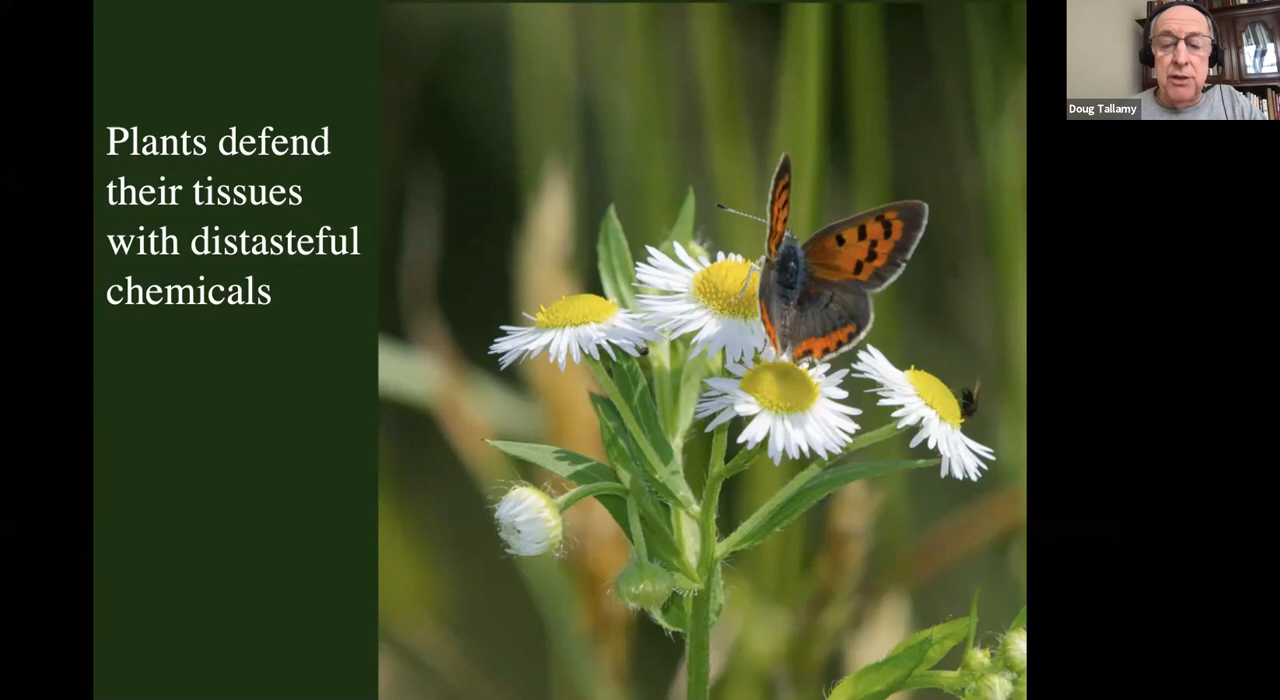 Plants defend
their tissues
with distasteful
chemicals
Doug Tallamy